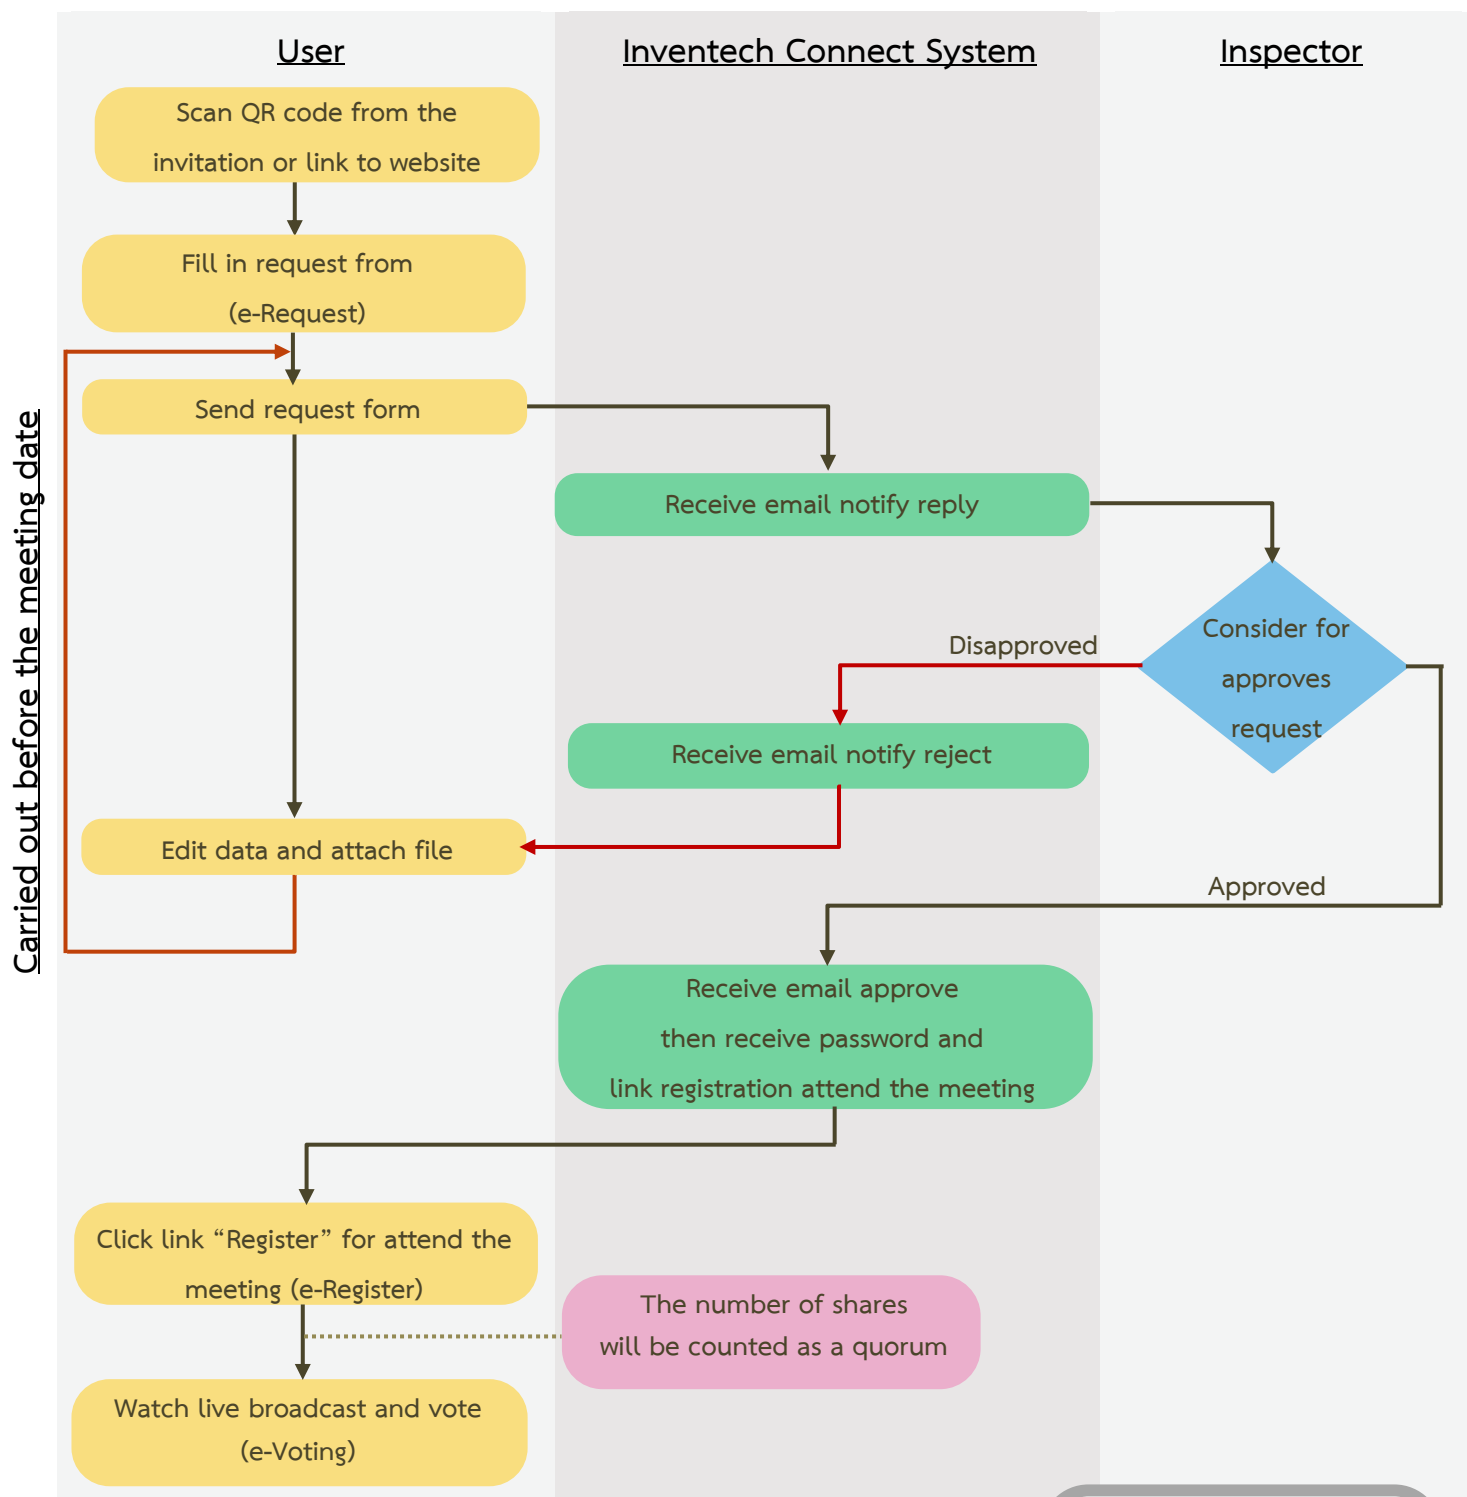 User
Inventech Connect System
Inspector
Scan QR code from the
invitation or link to website
Fill in request from
(e-Request)
Send request form
Receive email notify reply
Consider for
approves
request
Disapproved
Receive email notify reject
Edit data and attach file
Approved
Carried out before the meeting date
Receive email approve
then receive password and
link registration attend the meeting
Click link “Register” for attend the
meeting (e-Register)
The number of shares
will be counted as a quorum
Watch live broadcast and vote
(e-Voting)